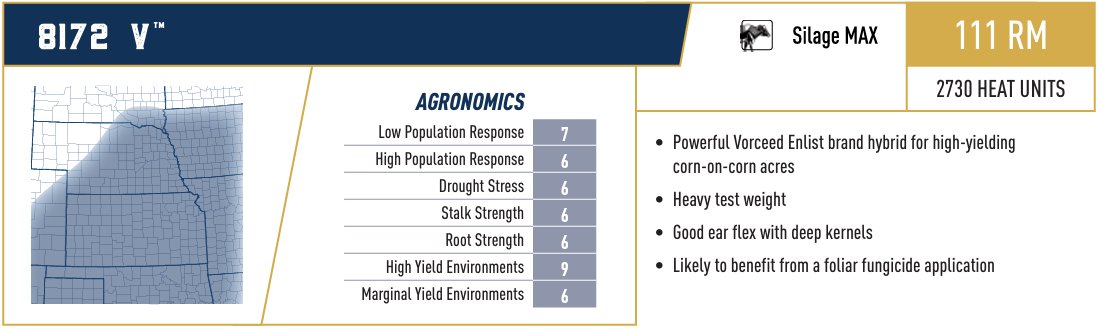 8172 V™
Silage MAX
111 RM
2730 HEAT UNITS
AGRONOMICS
Low Population Response 7
High Population Response 6
Drought Stress 6
Stalk Strength 6
Root Strength 6
High Yield Environments 9
Marginal Yield Environments 6
• Powerful Vorceed Enlist brand hybrid for high-yielding
corn-on-corn acres
• Heavy test weight
• Good ear flex with deep kernels
• Likely to benefit from a foliar fungicide application